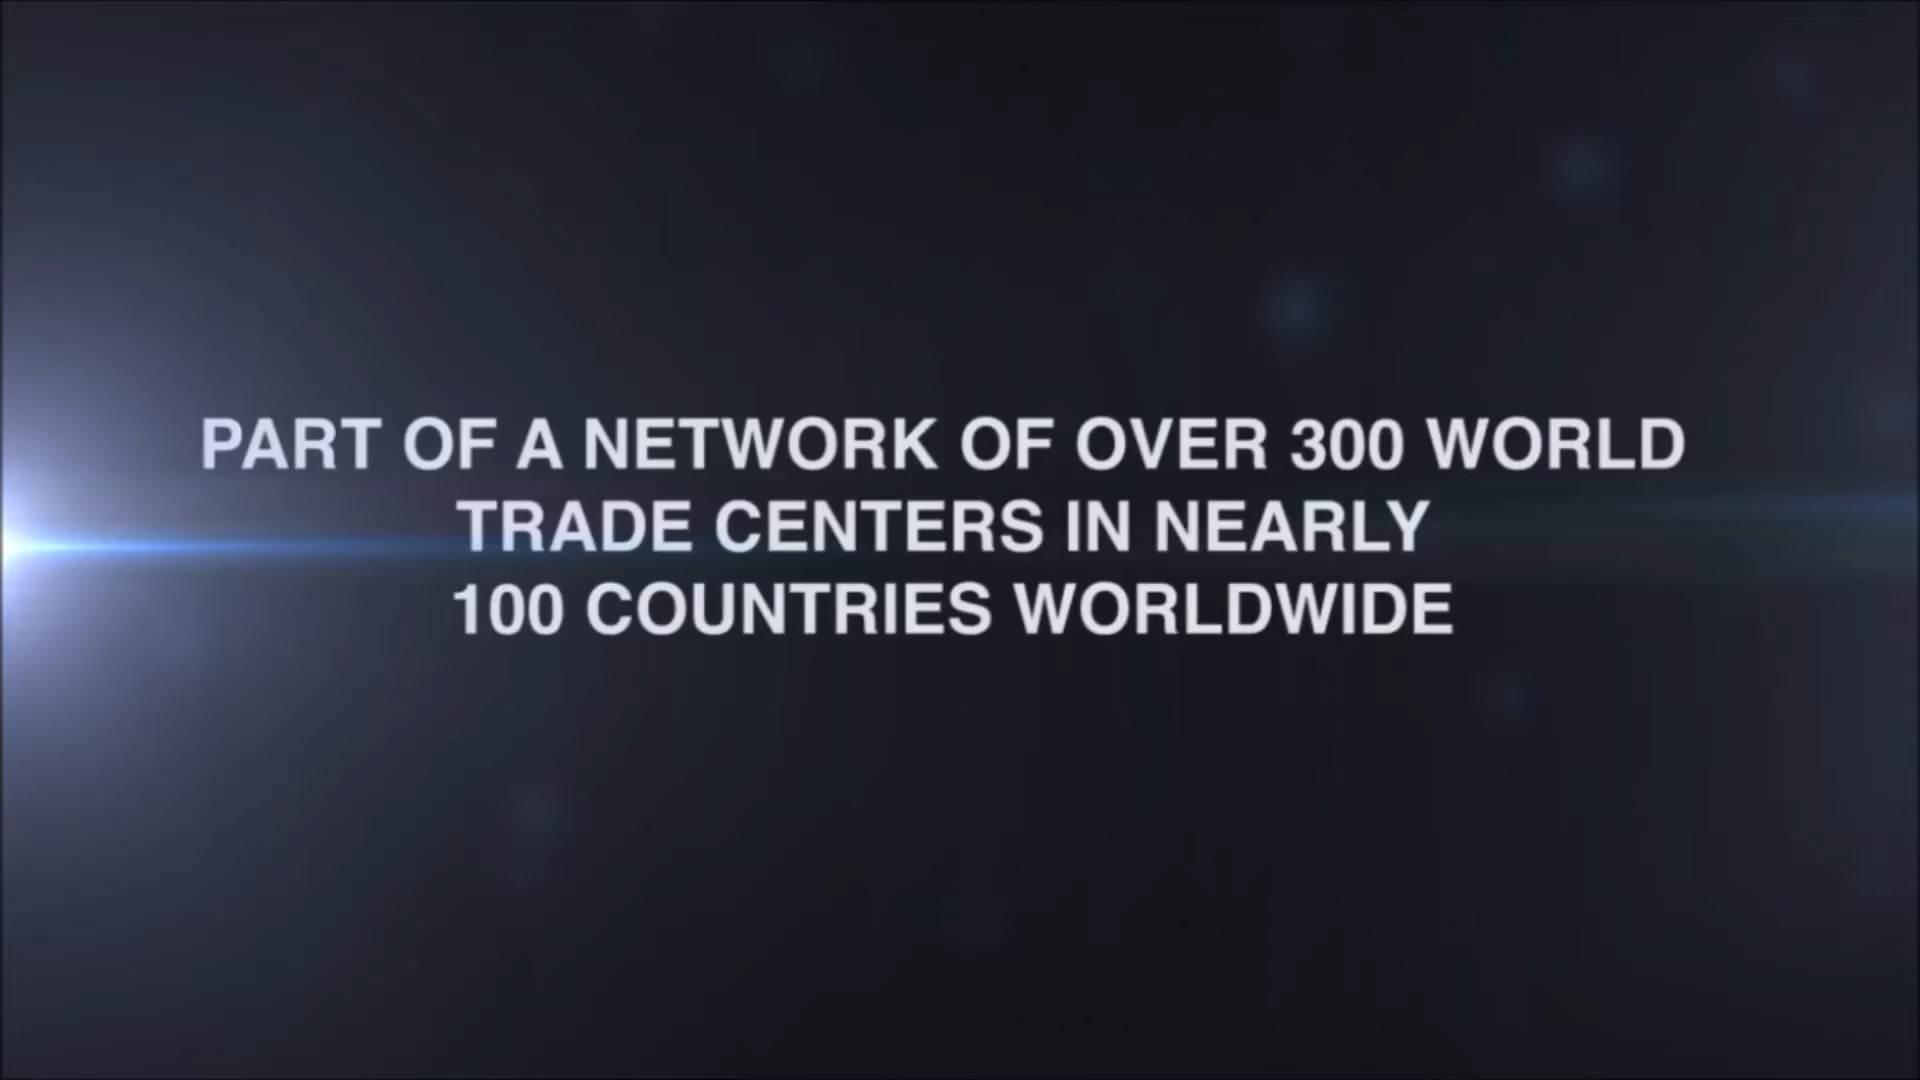 PART OF A NETWORK OF OVER 300 WORLD
TRADE CENTERS IN NEARLY
100 COUNTRIES WORLDWIDE